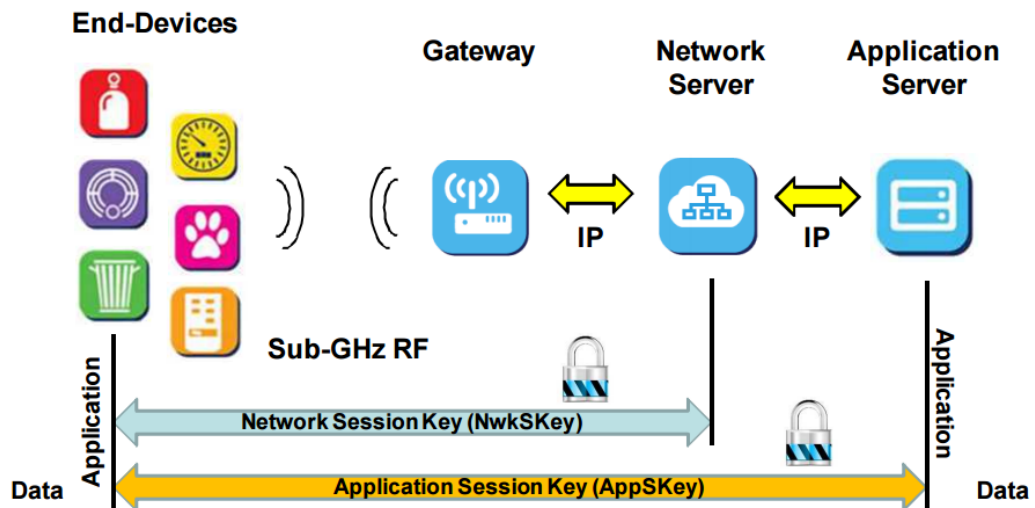 End-Devices
Gateway
Network
Server
Application
Server
IP
IP
Sub-GHz RF
Application
Application
Network Session Key (NwkSKey)
Data
Application Session Key (AppSKey)
Data